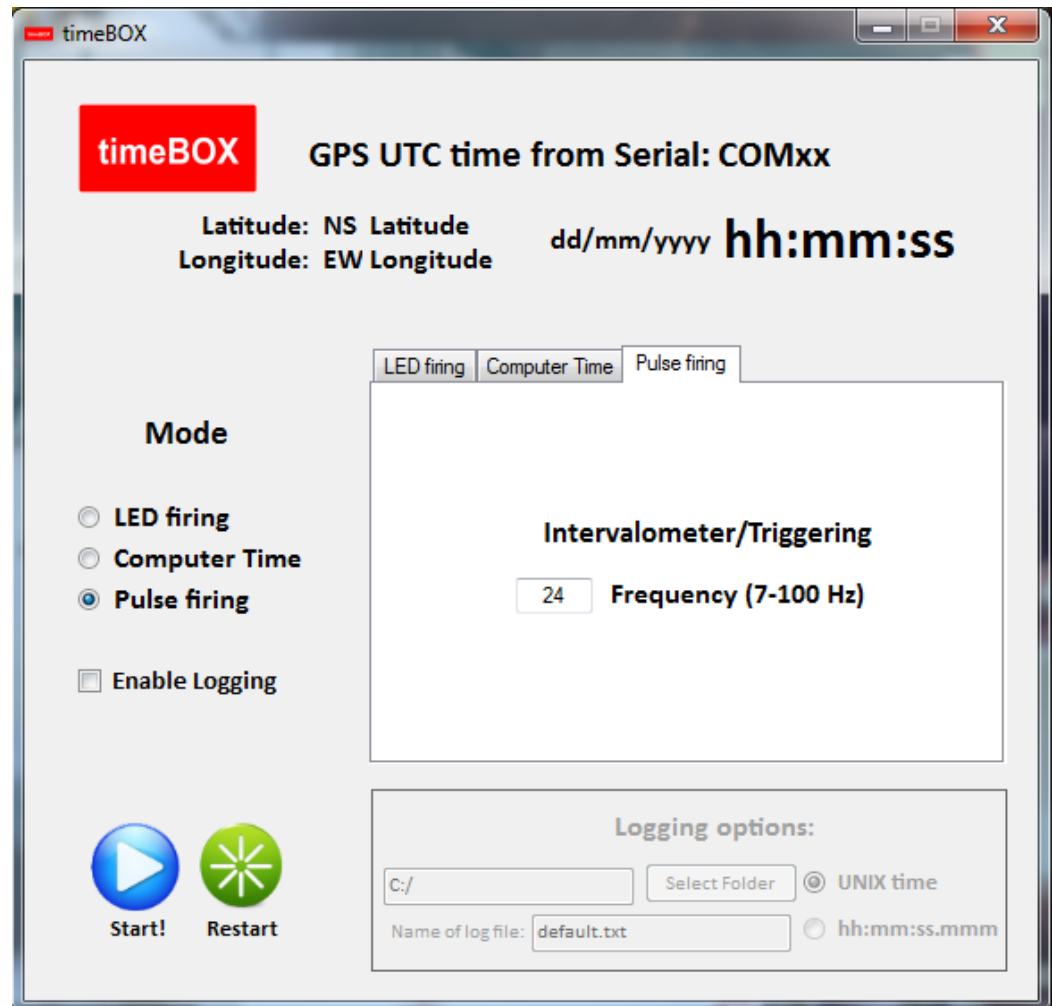 timeBOX
timeBOX
GPS UTC time from Serial: COMxx
Latitude: NS Latitude
Longitude: EW Longitude
dd/mm/yyyy hh:mm:ss
LED firing Computer Time Pulse firing
Mode
LED firing
Computer Time
Pulse firing
Enable Logging
Intervalometer/Triggering
24 Frequency (7-100 Hz)
Start! Restart
Logging options:
C:/ Select Folder UNIX time
Name of log file: default.txt hh:mm:ss.mmm